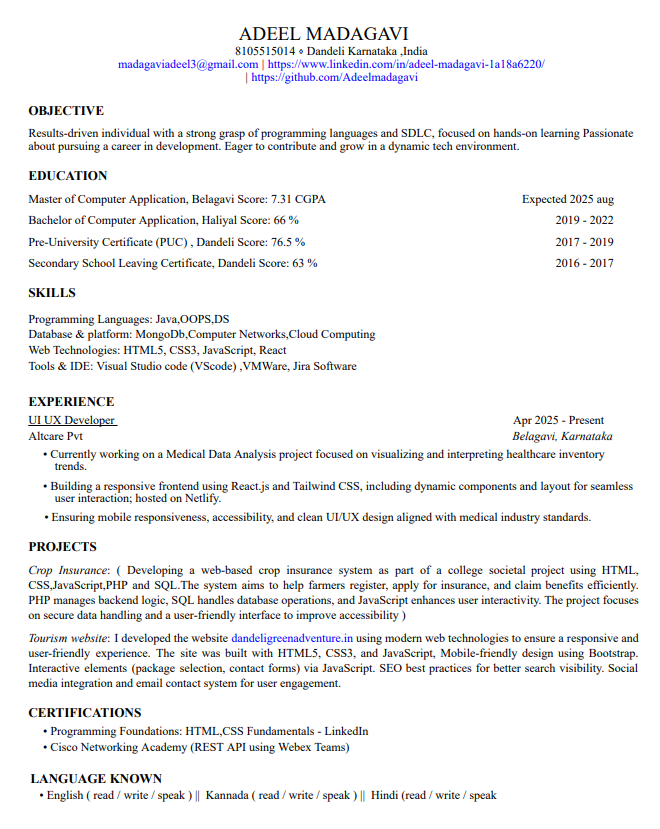 ADEEL MADAGAVI
8105515014 ⋄ Dandeli Karnataka ,India
madagaviadeel3@gmail.com | https://www.linkedin.com/in/adeel-madagavi-1a18a6220/
| https://github.com/Adeelmadagavi
OBJECTIVE
Results-driven individual with a strong grasp of programming languages and SDLC, focused on hands-on learning Passionate
about pursuing a career in development. Eager to contribute and grow in a dynamic tech environment.
EDUCATION
Master of Computer Application, Belagavi Score: 7.31 CGPA Expected 2025 aug
Bachelor of Computer Application, Haliyal Score: 66 % 2019 - 2022
Pre-University Certificate (PUC) , Dandeli Score: 76.5 % 2017 - 2019
Secondary School Leaving Certificate, Dandeli Score: 63 % 2016 - 2017
SKILLS
Programming Languages: Java,OOPS,DS
Database & platform: MongoDb,Computer Networks,Cloud Computing
Web Technologies: HTML5, CSS3, JavaScript, React
Tools & IDE: Visual Studio code (VScode) ,VMWare, Jira Software
EXPERIENCE
UI UX Developer Apr 2025 - Present
Altcare Pvt Belagavi, Karnataka
• Currently working on a Medical Data Analysis project focused on visualizing and interpreting healthcare inventory
trends.
• Building a responsive frontend using React.js and Tailwind CSS, including dynamic components and layout for seamless
user interaction; hosted on Netlify.
• Ensuring mobile responsiveness, accessibility, and clean UI/UX design aligned with medical industry standards.
PROJECTS
Crop Insurance: ( Developing a web-based crop insurance system as part of a college societal project using HTML,
CSS,JavaScript,PHP and SQL.The system aims to help farmers register, apply for insurance, and claim benefits efficiently.
PHP manages backend logic, SQL handles database operations, and JavaScript enhances user interactivity. The project focuses
on secure data handling and a user-friendly interface to improve accessibility )
Tourism website: I developed the website dandeligreenadventure.in using modern web technologies to ensure a responsive and
user-friendly experience. The site was built with HTML5, CSS3, and JavaScript, Mobile-friendly design using Bootstrap.
Interactive elements (package selection, contact forms) via JavaScript. SEO best practices for better search visibility. Social
media integration and email contact system for user engagement.
CERTIFICATIONS
• Programming Foundations: HTML,CSS Fundamentals - LinkedIn
• Cisco Networking Academy (REST API using Webex Teams)
LANGUAGE KNOWN
• English ( read / write / speak ) || Kannada ( read / write / speak ) || Hindi (read / write / speak